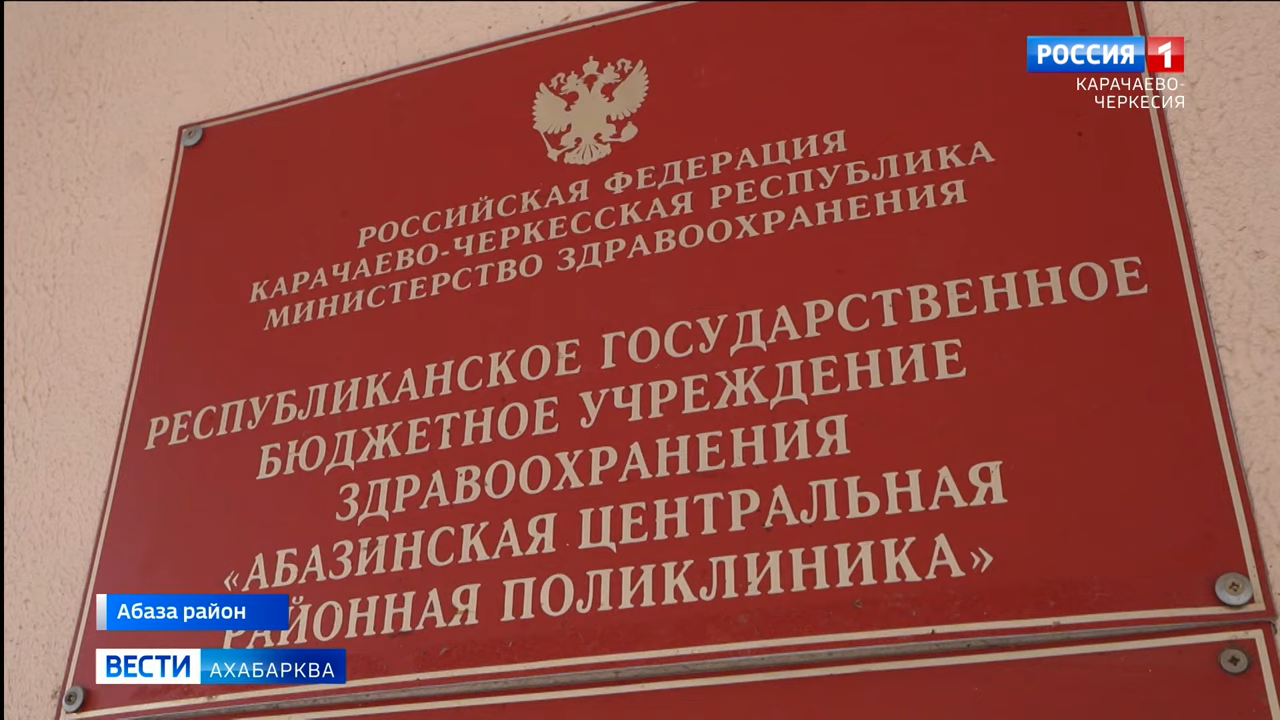 РОССИЯ 1
КАРАЧАЕВО-
ЧЕРКЕСИЯ
РОССИЙСКАЯ ФЕДЕРАЦИЯ
КАРАЧАЕВО-ЧЕРКЕССКАЯ РЕСПУБЛИКА
МИНИСТЕРСТВО ЗДРАВООХРАНЕНИЯ
РЕСПУБЛИКАНСКОЕ ГОСУДАРСТВЕННОЕ
БЮДЖЕТНОЕ УЧРЕЖДЕНИЕ
ЗДРАВООХРАНЕНИЯ
«АБАЗИНСКАЯ ЦЕНТРАЛЬНАЯ
РАЙОННАЯ ПОЛИКЛИНИКА»
Абаза район
ВЕСТИ АХАБАРКВА